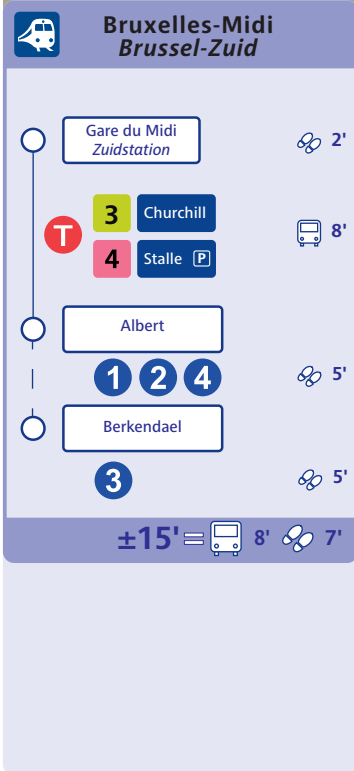 Bruxelles-Midi
Brussel-Zuid
Gare du Midi
Zuidstation
2'
T
3 Churchill
8'
4 Stalle P
Albert
1 2 4
5'
Berkendael
3
5'
±15'= 8' 7'